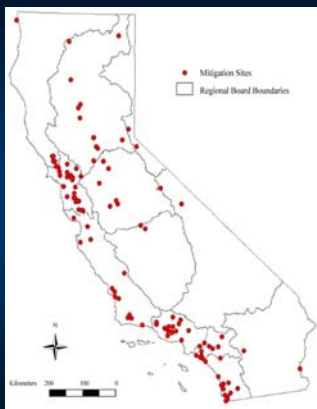 Mitigation Sites
Regional Board Boundaries
N
Kilometers
200 100 0